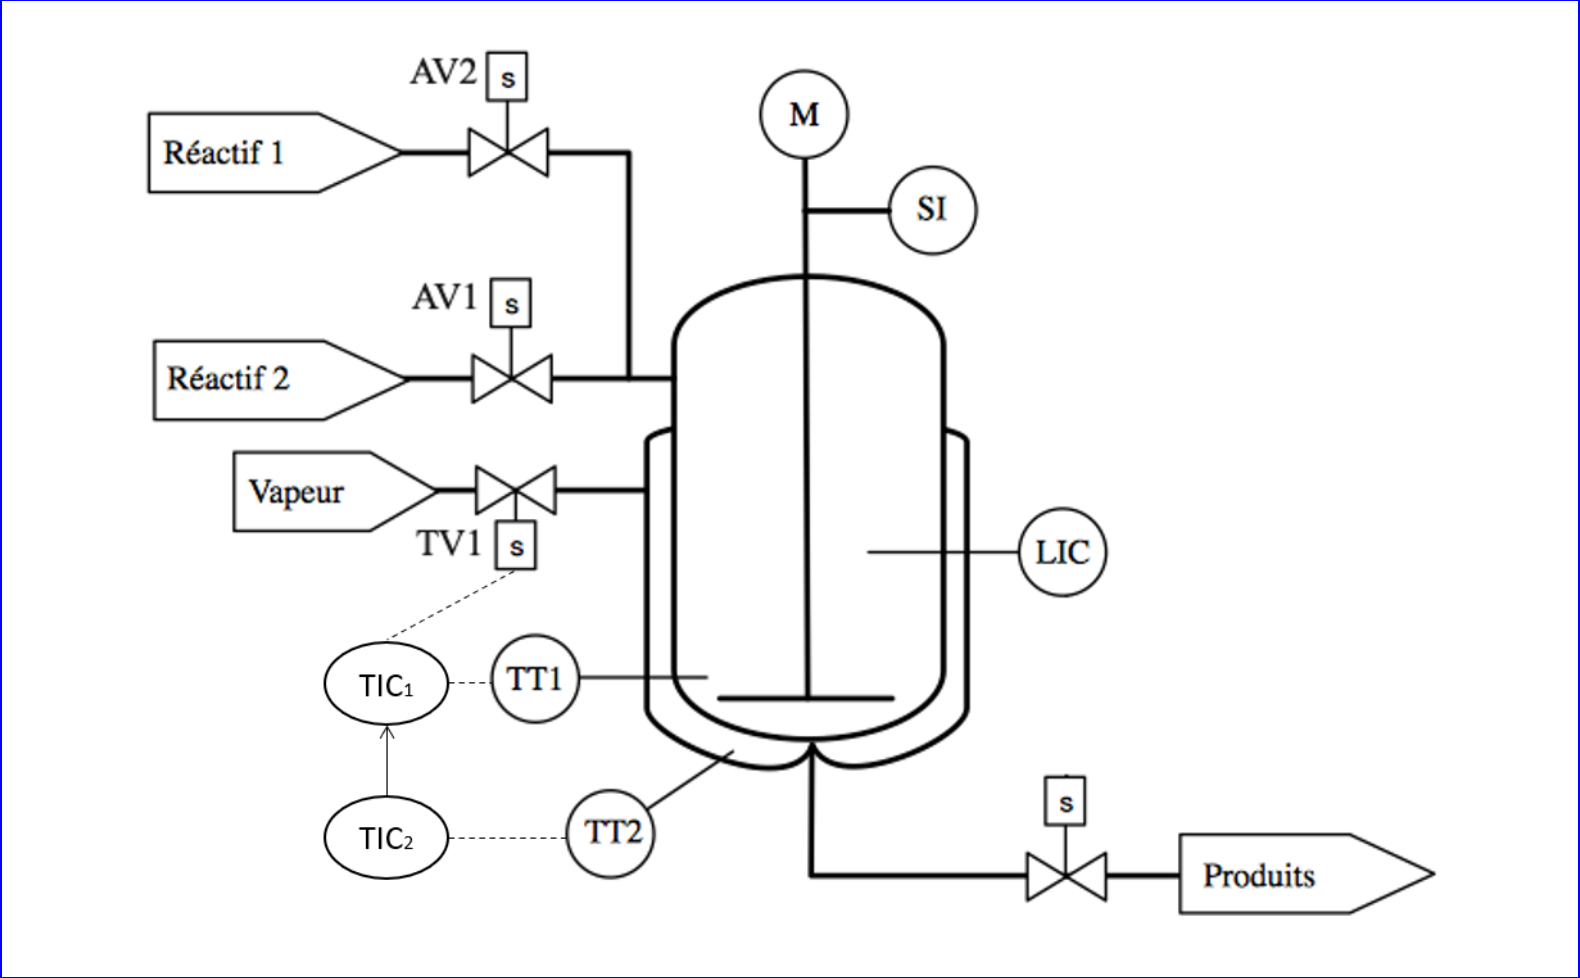 AV2
s
M
Réactif 1
SI
AV1
s
Réactif 2
Vapeur
TV1
s
LIC
TIC1
TT1
TIC2
TT2
s
Produits